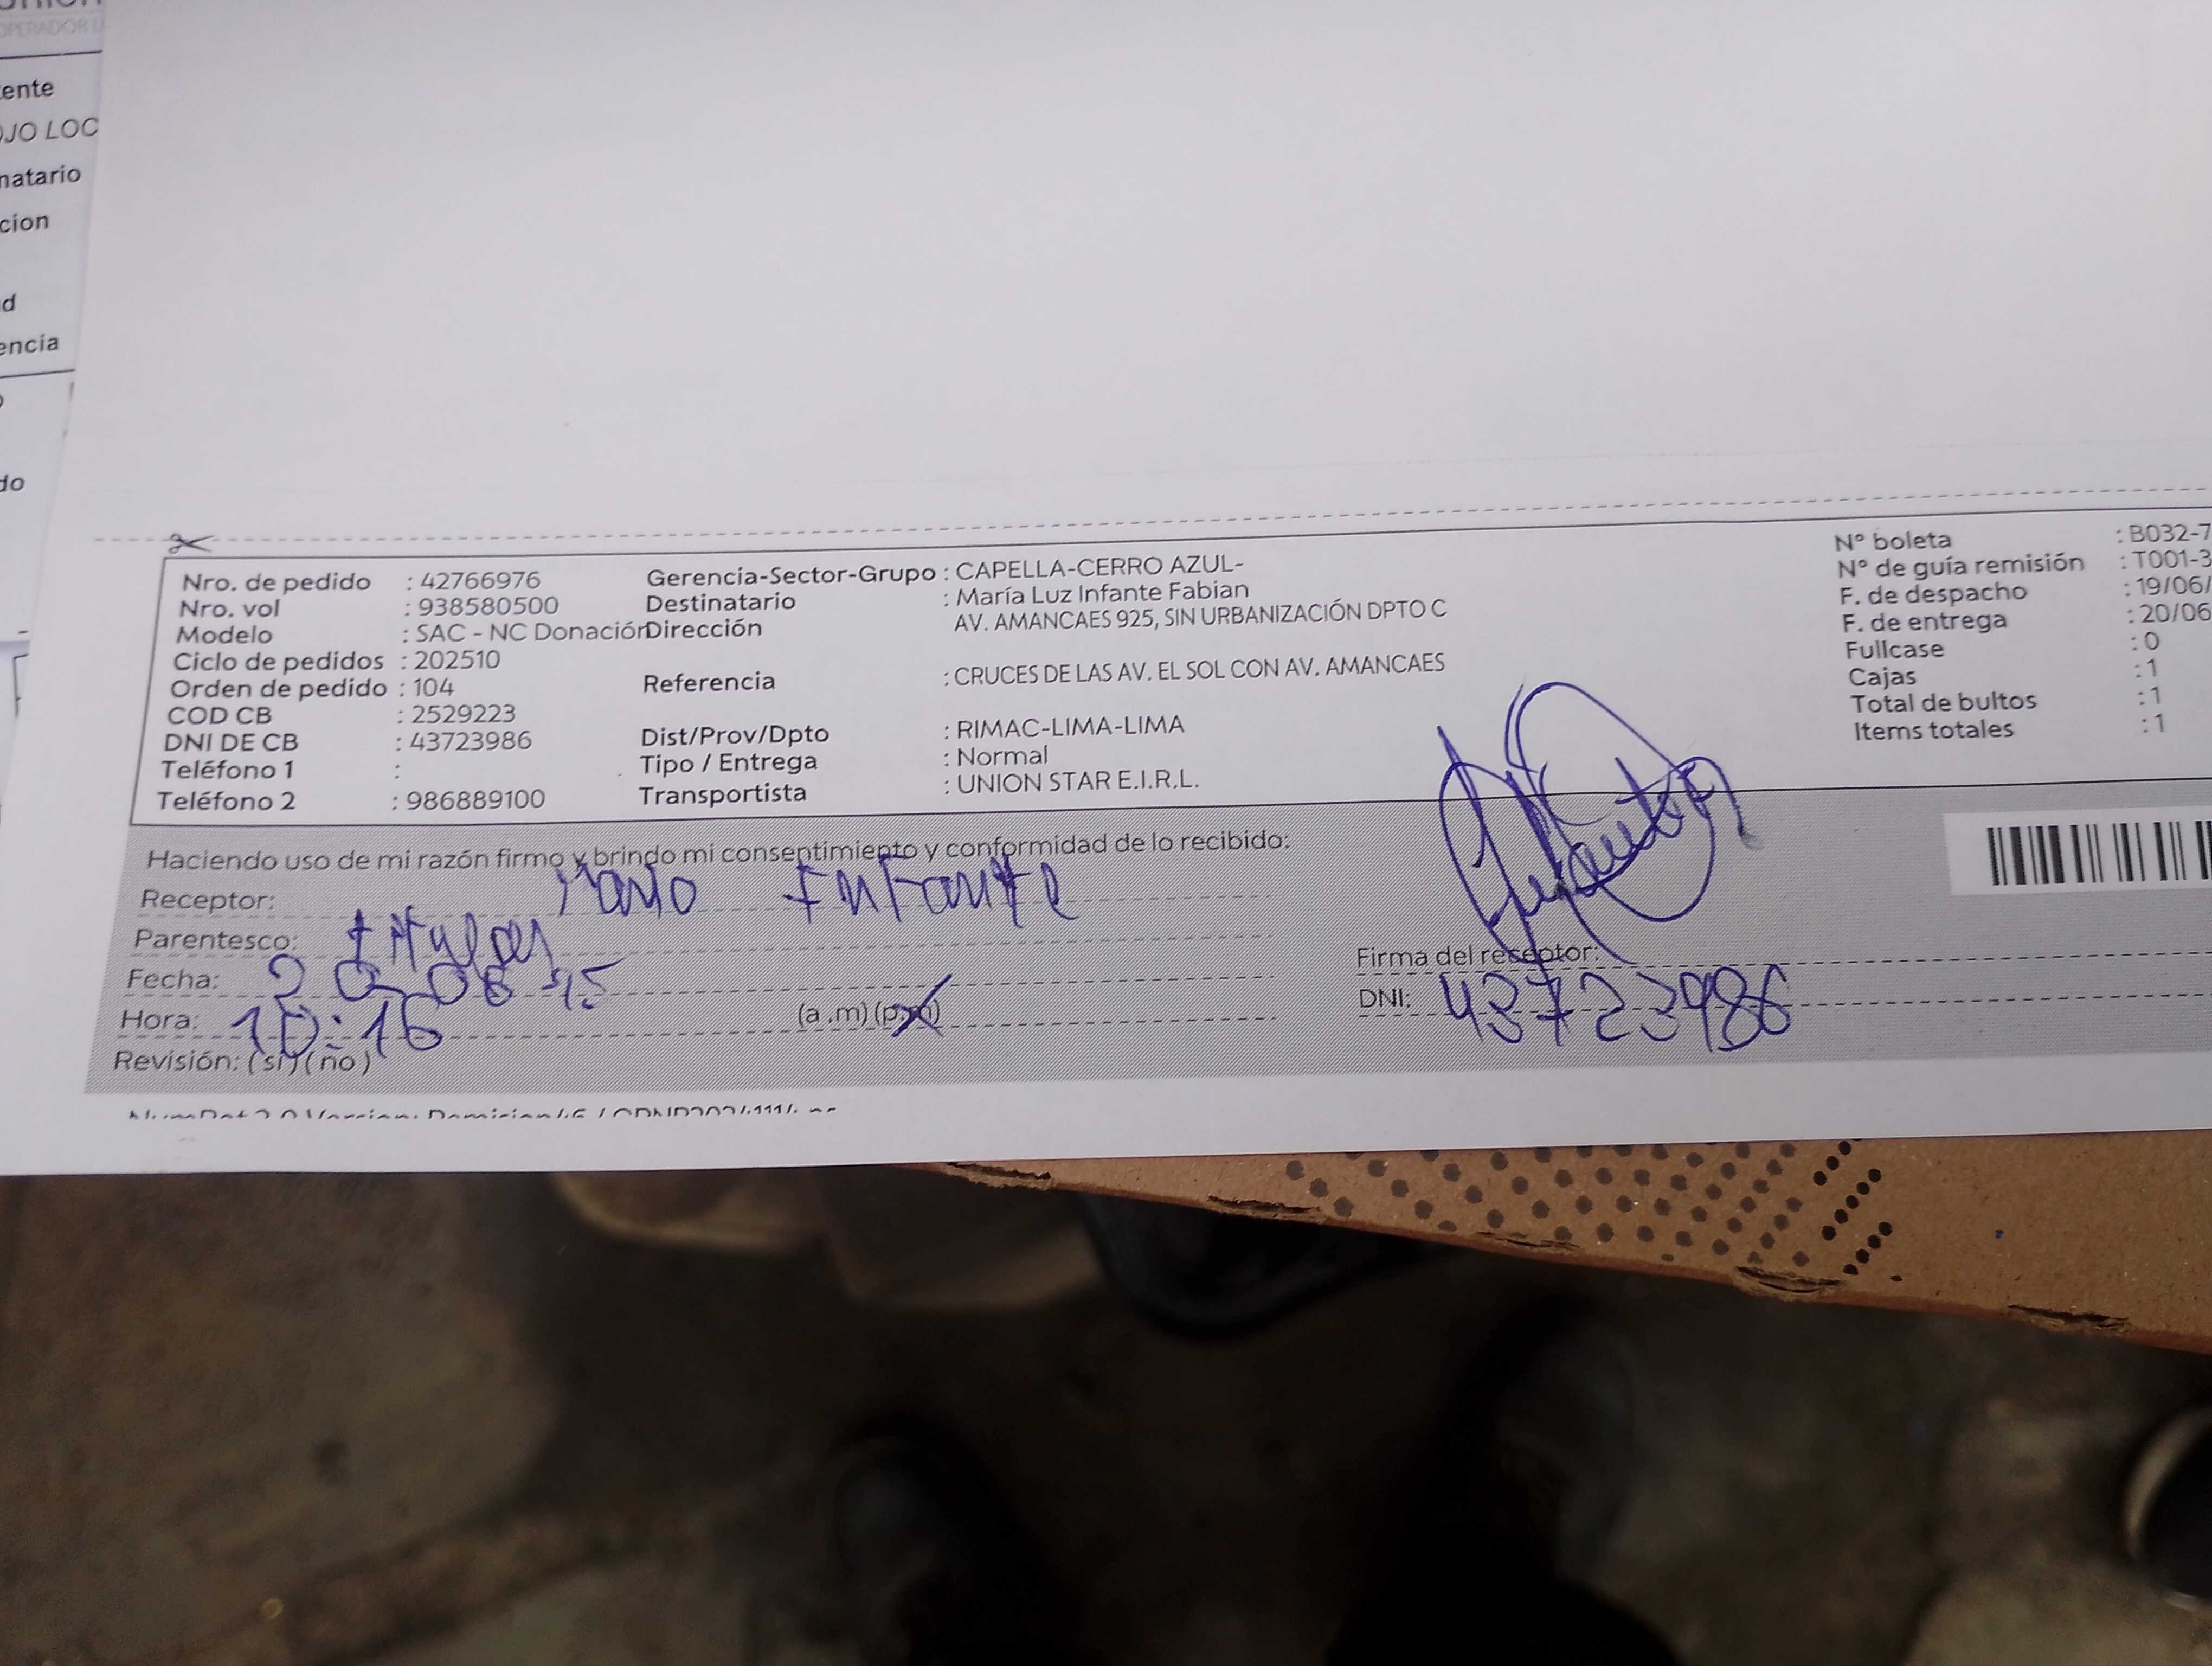 OPERADOR
ente
OJO LOC
natario
cion
d
encia
do
Nro. de pedido : 42766976
Nro. vol : 938580500
Modelo : SAC - NC Donación
Ciclo de pedidos : 202510
Orden de pedido : 104
COD CB : 2529223
DNI DE CB : 43723986
Teléfono 1 :
Teléfono 2 : 986889100
Gerencia-Sector-Grupo : CAPELLA-CERRO AZUL-
Destinatario : María Luz Infante Fabian
Dirección AV. AMANCAES 925, SIN URBANIZACIÓN DPTO C
Referencia : CRUCES DE LAS AV. EL SOL CON AV. AMANCAES
Dist/Prov/Dpto : RIMAC-LIMA-LIMA
Tipo / Entrega : Normal
Transportista : UNION STAR E.I.R.L.
N° boleta : B032-7
N° de guía remisión : T001-3
F. de despacho : 19/06/
F. de entrega : 20/06
Fullcase : 0
Cajas : 1
Total de bultos : 1
Items totales : 1
Haciendo uso de mi razón firmo y brindo mi consentimiento y conformidad de lo recibido:
Receptor: Infante
Parentesco:
Fecha: 20
Hora: 10:16 (a .m) (p.m)
Revisión: (si) (no)
Firma del receptor:
DNI: 43723986